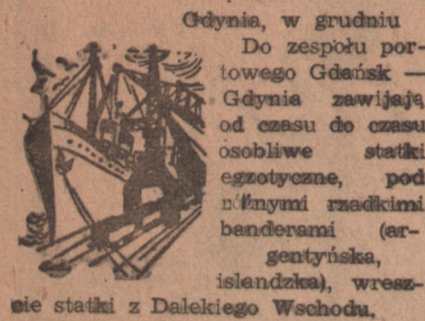 Gdynia, w grudniu
Do zespołu por-
towego Gdańsk —
Gdynia zawijają
od czasu do czasu
osobliwe statki
egzotyczne, pod
różnymi rzadkimi
banderami (ar-
gentyńska,
islandzka), wresz-
cie statki z Dalekiego Wschodu.